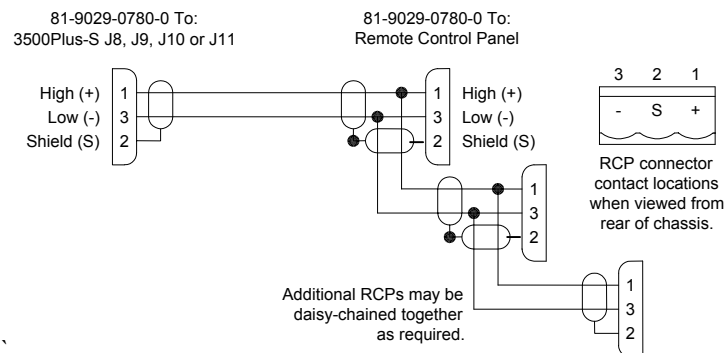 81-9029-0780-0 To:
3500Plus-S J8, J9, J10 or J11
81-9029-0780-0 To:
Remote Control Panel
High (+)
Low (-)
Shield (S)
1
3
2
1
3
2
High (+)
Low (-)
Shield (S)
3 2 1
- S +
RCP connector
contact locations
when viewed from
rear of chassis.
1
3
2
Additional RCPs may be
daisy-chained together
as required.
1
3
2
`